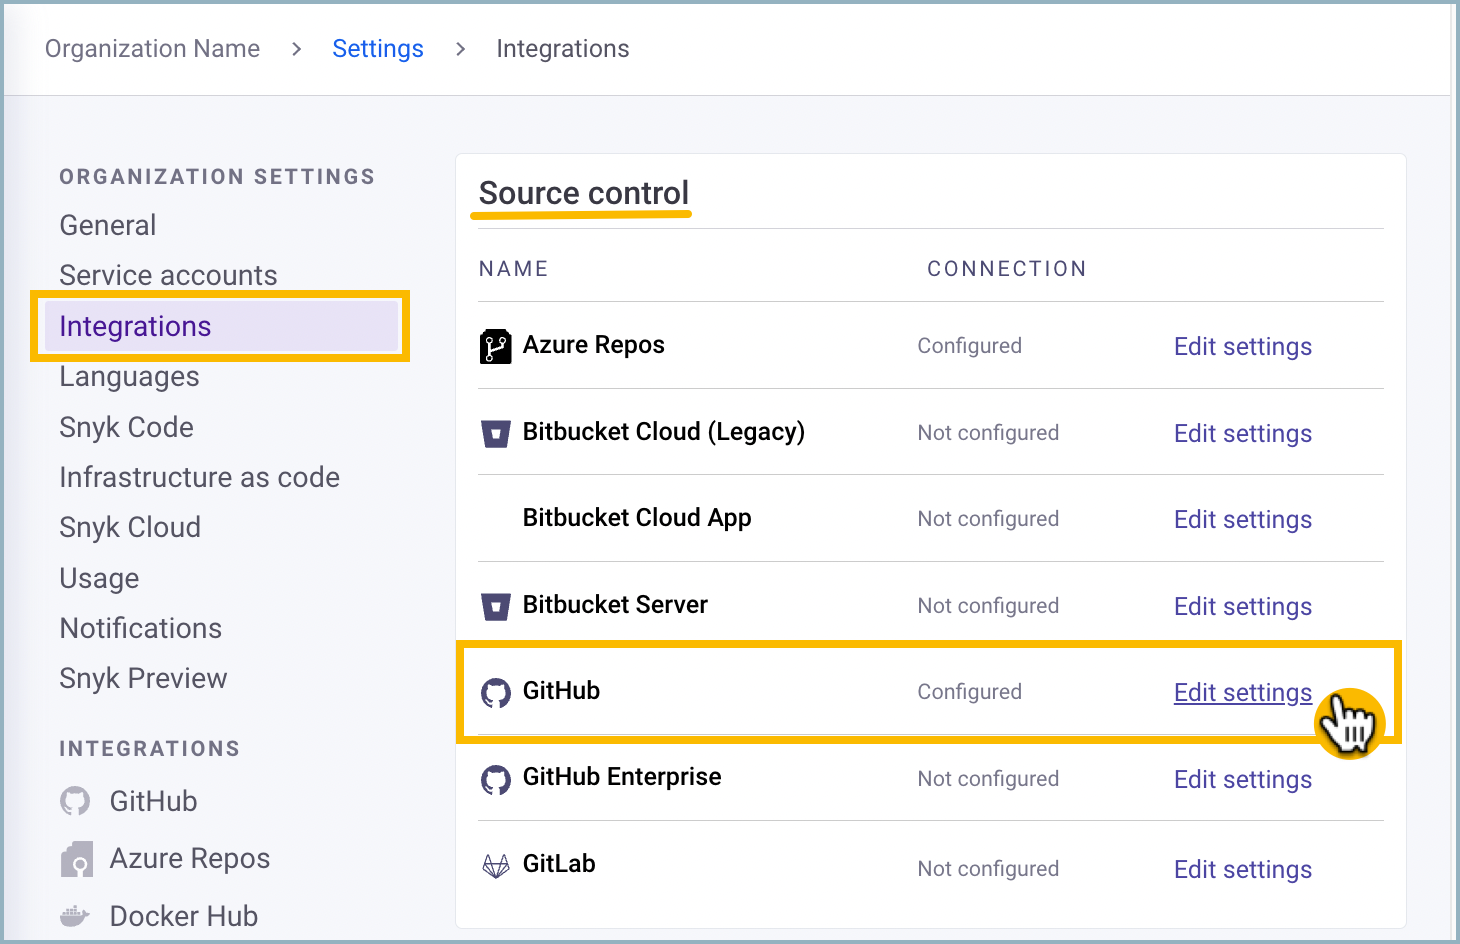 Organization Name > Settings > Integrations
ORGANIZATION SETTINGS
General
Service accounts
Integrations
Languages
Snyk Code
Infrastructure as code
Snyk Cloud
Usage
Notifications
Snyk Preview
INTEGRATIONS
GitHub
Azure Repos
Docker Hub
Source control
NAME CONNECTION
Azure Repos Configured Edit settings
Bitbucket Cloud (Legacy) Not configured Edit settings
Bitbucket Cloud App Not configured Edit settings
Bitbucket Server Not configured Edit settings
GitHub Configured Edit settings
GitHub Enterprise Not configured Edit settings
GitLab Not configured Edit settings